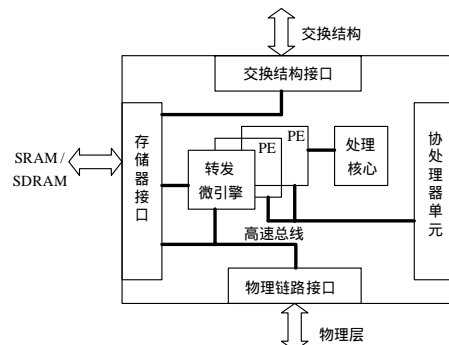 交换结构
交换结构接口
存储器接口
SRAM /
SDRAM
PE
PE
转发
微引擎
处理
核心
协处理器单元
高速总线
物理链路接口
物理层